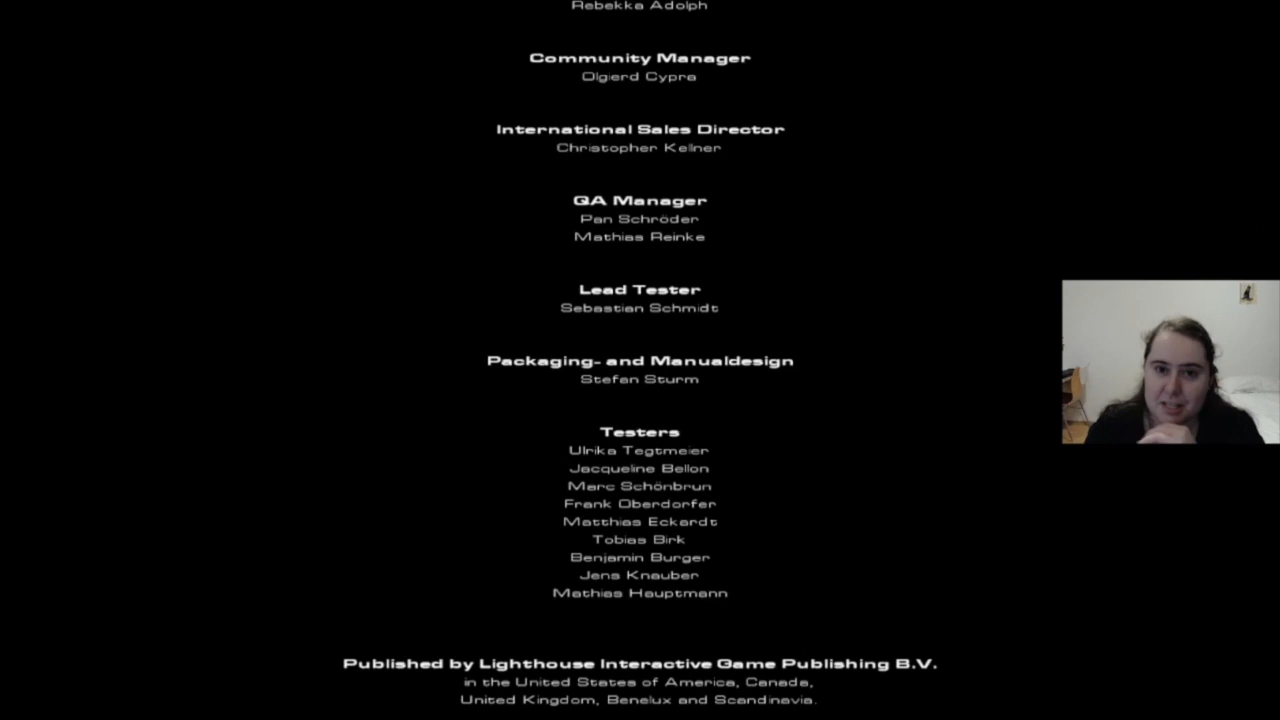 Rebekka Adolph
Community Manager
Olgierd Cypra
International Sales Director
Christopher Kellner
QA Manager
Pan Schröder
Mathias Reinke
Lead Tester
Sebastian Schmidt
Packaging- and Manualdesign
Stefan Sturm
Testers
Ulrika Tegtmeier
Jacqueline Bellon
Marc Schönbrun
Frank Oberdorfer
Matthias Eckardt
Tobias Birk
Benjamin Burger
Jens Knauber
Mathias Hauptmann
Published by Lighthouse Interactive Game Publishing B.V.
in the United States of America, Canada,
United Kingdom, Benelux and Scandinavia.